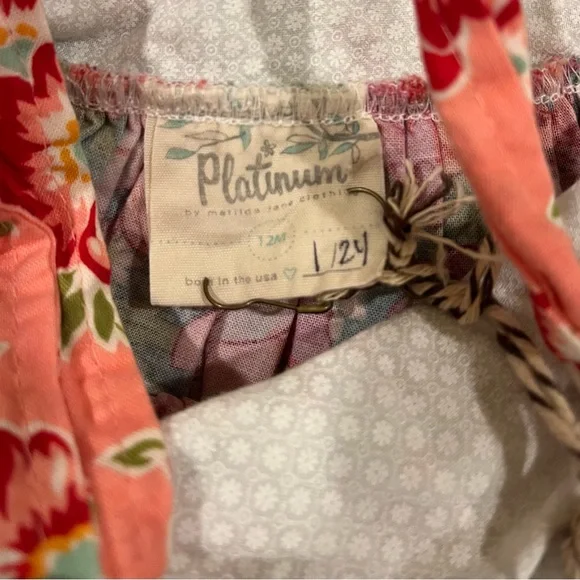 Platinum
by matilda jane clothing
12M
born in the usa ♡ 1/24